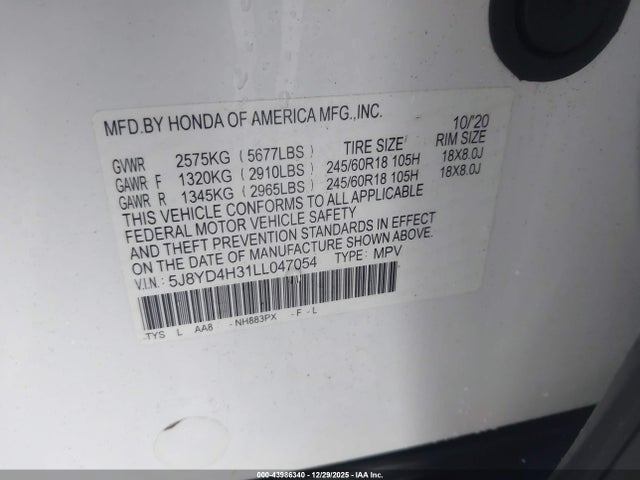 MFD.BY HONDA OF AMERICA MFG.,INC. 10/'20
GVWR 2575KG (5677LBS) TIRE SIZE RIM SIZE
GAWR F 1320KG (2910LBS) 245/60R18 105H 18X8.0J
GAWR R 1345KG (2965LBS) 245/60R18 105H 18X8.0J
THIS VEHICLE CONFORMS TO ALL APPLICABLE
FEDERAL MOTOR VEHICLE SAFETY
AND THEFT PREVENTION STANDARDS IN EFFECT
ON THE DATE OF MANUFACTURE SHOWN ABOVE.
V.I.N.: 5J8YD4H31LL047054 TYPE: MPV
TYS L AA8 -NH883PX -F -L
000-43986340 - 12/29/2025 - IAA Inc.